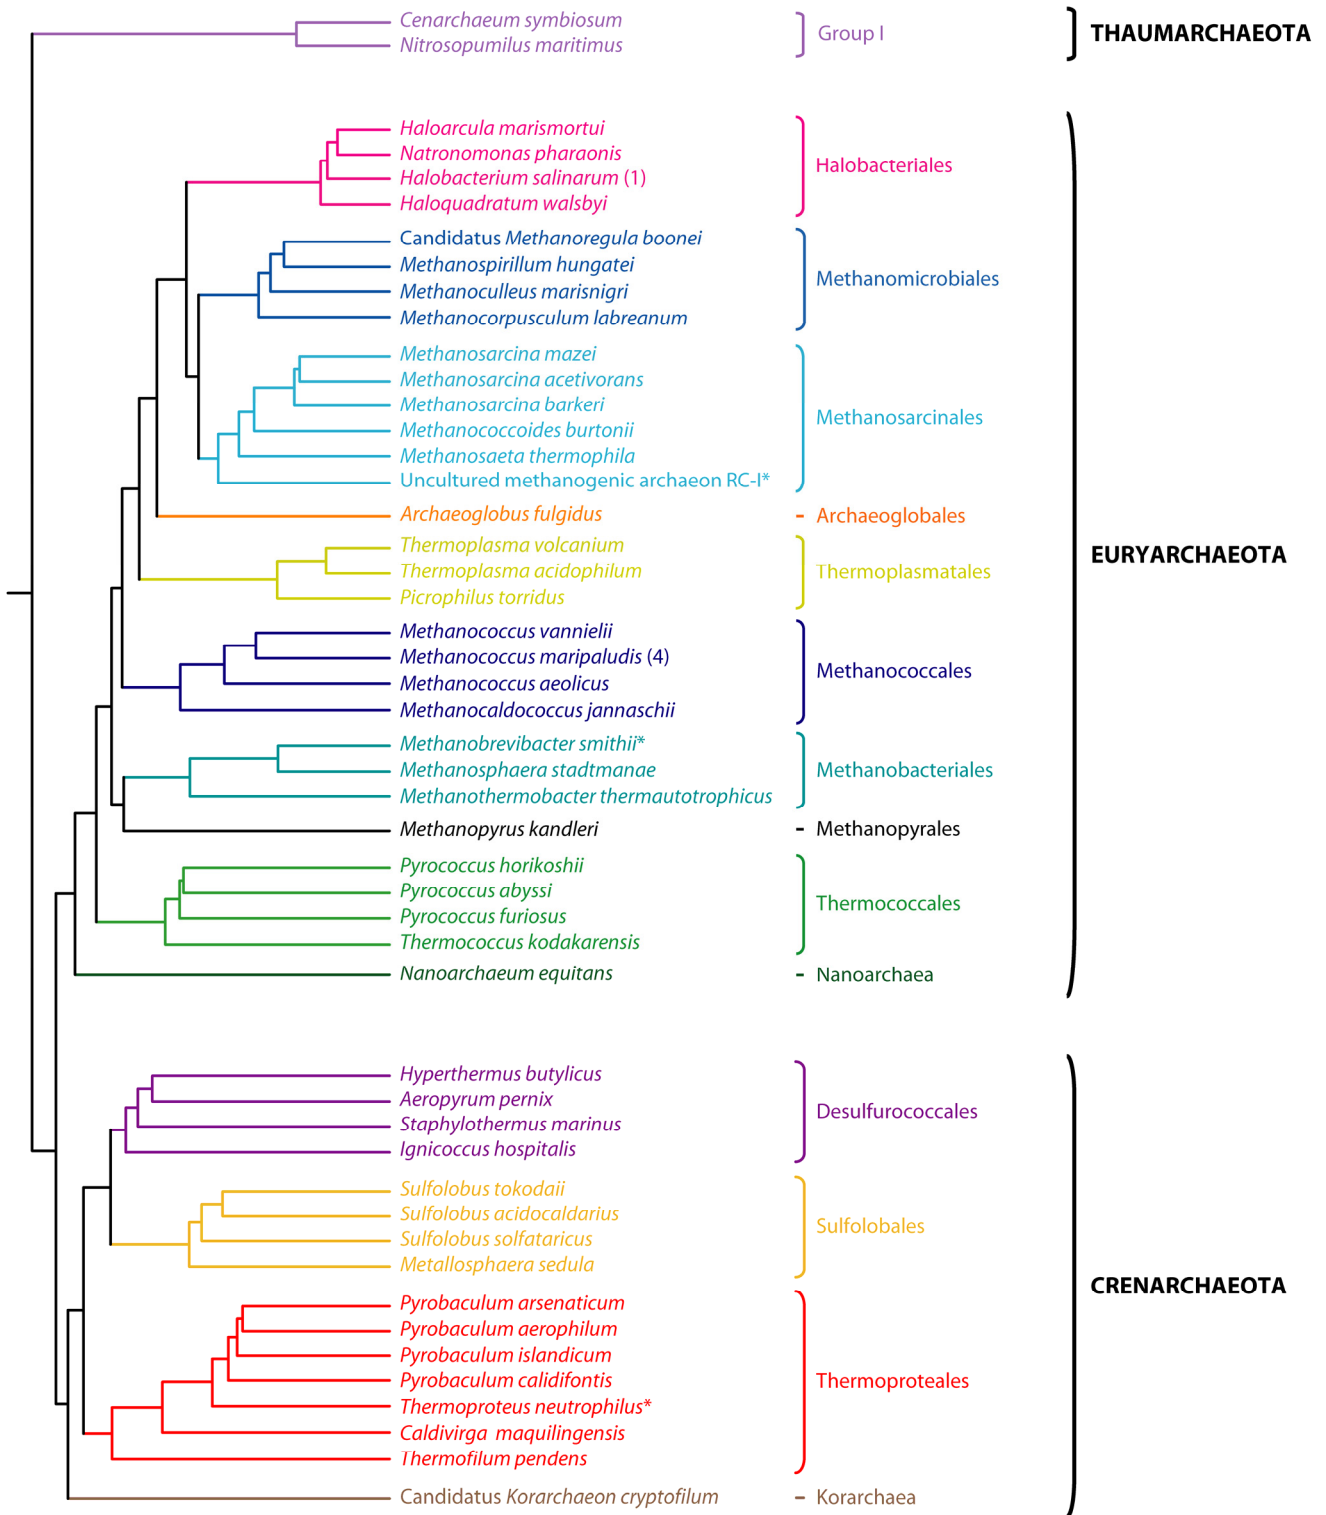 Cenarchaeum symbiosum
Nitrosopumilus maritimus
Group I
THAUMARCHAEOTA
Haloarcula marismortui
Natronomonas pharaonis
Halobacterium salinarum (1)
Haloquadratum walsbyi
Halobacteriales
Candidatus Methanoregula boonei
Methanospirillum hungatei
Methanoculleus marisnigri
Methanocorpusculum labreanum
Methanomicrobiales
Methanosarcina mazei
Methanosarcina acetivorans
Methanosarcina barkeri
Methanococcoides burtonii
Methanosaeta thermophila
Uncultured methanogenic archaeon RC-I*
Methanosarcinales
Archaeoglobus fulgidus
Archaeoglobales
Thermoplasma volcanium
Thermoplasma acidophilum
Picrophilus torridus
Thermoplasmatales
EURYARCHAEOTA
Methanococcus vannielii
Methanococcus maripaludis (4)
Methanococcus aeolicus
Methanocaldococcus jannaschii
Methanococcales
Methanobrevibacter smithii*
Methanosphaera stadtmanae
Methanothermobacter thermautotrophicus
Methanobacteriales
Methanopyrus kandleri
Methanopyrales
Pyrococcus horikoshii
Pyrococcus abyssi
Pyrococcus furiosus
Thermococcus kodakarensis
Thermococcales
Nanoarchaeum equitans
Nanoarchaea
Hyperthermus butylicus
Aeropyrum pernix
Staphylothermus marinus
Ignicoccus hospitalis
Desulfurococcales
Sulfolobus tokodaii
Sulfolobus acidocaldarius
Sulfolobus solfataricus
Metallosphaera sedula
Sulfolobales
CRENARCHAEOTA
Pyrobaculum arsenaticum
Pyrobaculum aerophilum
Pyrobaculum islandicum
Pyrobaculum calidifontis
Thermoproteus neutrophilus*
Caldivirga maquilingensis
Thermofilum pendens
Thermoproteales
Candidatus Korarchaeon cryptofilum
Korarchaea